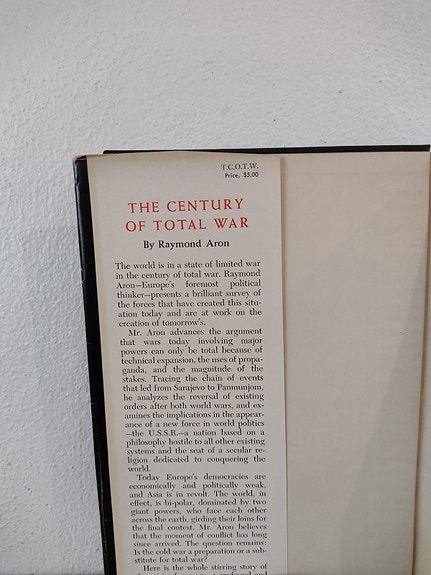 T.C.O.T.W.
Price, $5.00
THE CENTURY
OF TOTAL WAR
By Raymond Aron
The world is in a state of limited war
in the century of total war. Raymond
Aron—Europe's foremost political
thinker—presents a brilliant survey of
the forces that have created this situ-
ation today and are at work on the
creation of tomorrow's.
Mr. Aron advances the argument
that wars today involving major
powers can only be total because of
technical expansion, the uses of propa-
ganda, and the magnitude of the
stakes. Tracing the chain of events
that led from Sarajevo to Panmunjom,
he analyzes the reversal of existing
orders after both world wars, and ex-
amines the implications in the appear-
ance of a new force in world politics
—the U.S.S.R.—a nation based on a
philosophy hostile to all other existing
systems and the seat of a secular re-
ligion dedicated to conquering the
world.
Today Europe's democracies are
economically and politically weak,
and Asia is in revolt. The world, in
effect, is bi-polar, dominated by two
giant powers, who face each other
across the earth, girding their loins for
the final contest. Mr. Aron believes
that the moment of conflict has long
since arrived. The question remains:
Is the cold war a preparation or a sub-
stitute for total war?
Here is the whole stirring story of